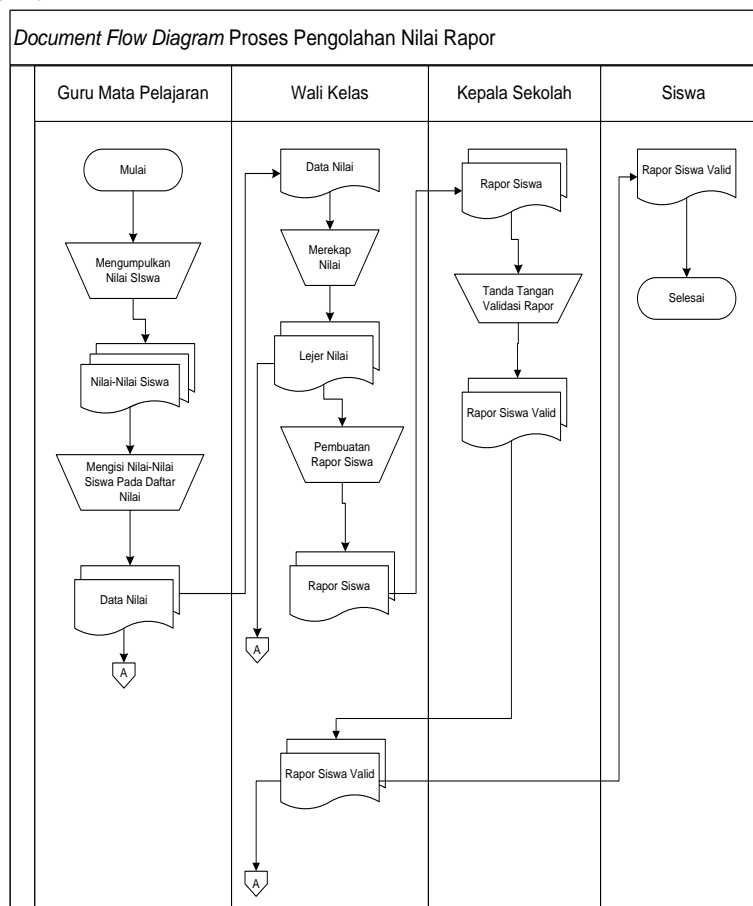 Document Flow Diagram Proses Pengolahan Nilai Rapor
Guru Mata Pelajaran
Wali Kelas
Kepala Sekolah
Siswa
Mulai
Mengumpulkan
Nilai SIswa
Nilai-Nilai Siswa
Mengisi Nilai-Nilai
Siswa Pada Daftar
Nilai
Data Nilai
A
Data Nilai
Merekap
Nilai
Lejer Nilai
Pembuatan
Rapor Siswa
Rapor Siswa
A
Rapor Siswa Valid
A
Rapor Siswa
Tanda Tangan
Validasi Rapor
Rapor Siswa Valid
Rapor Siswa Valid
Selesai